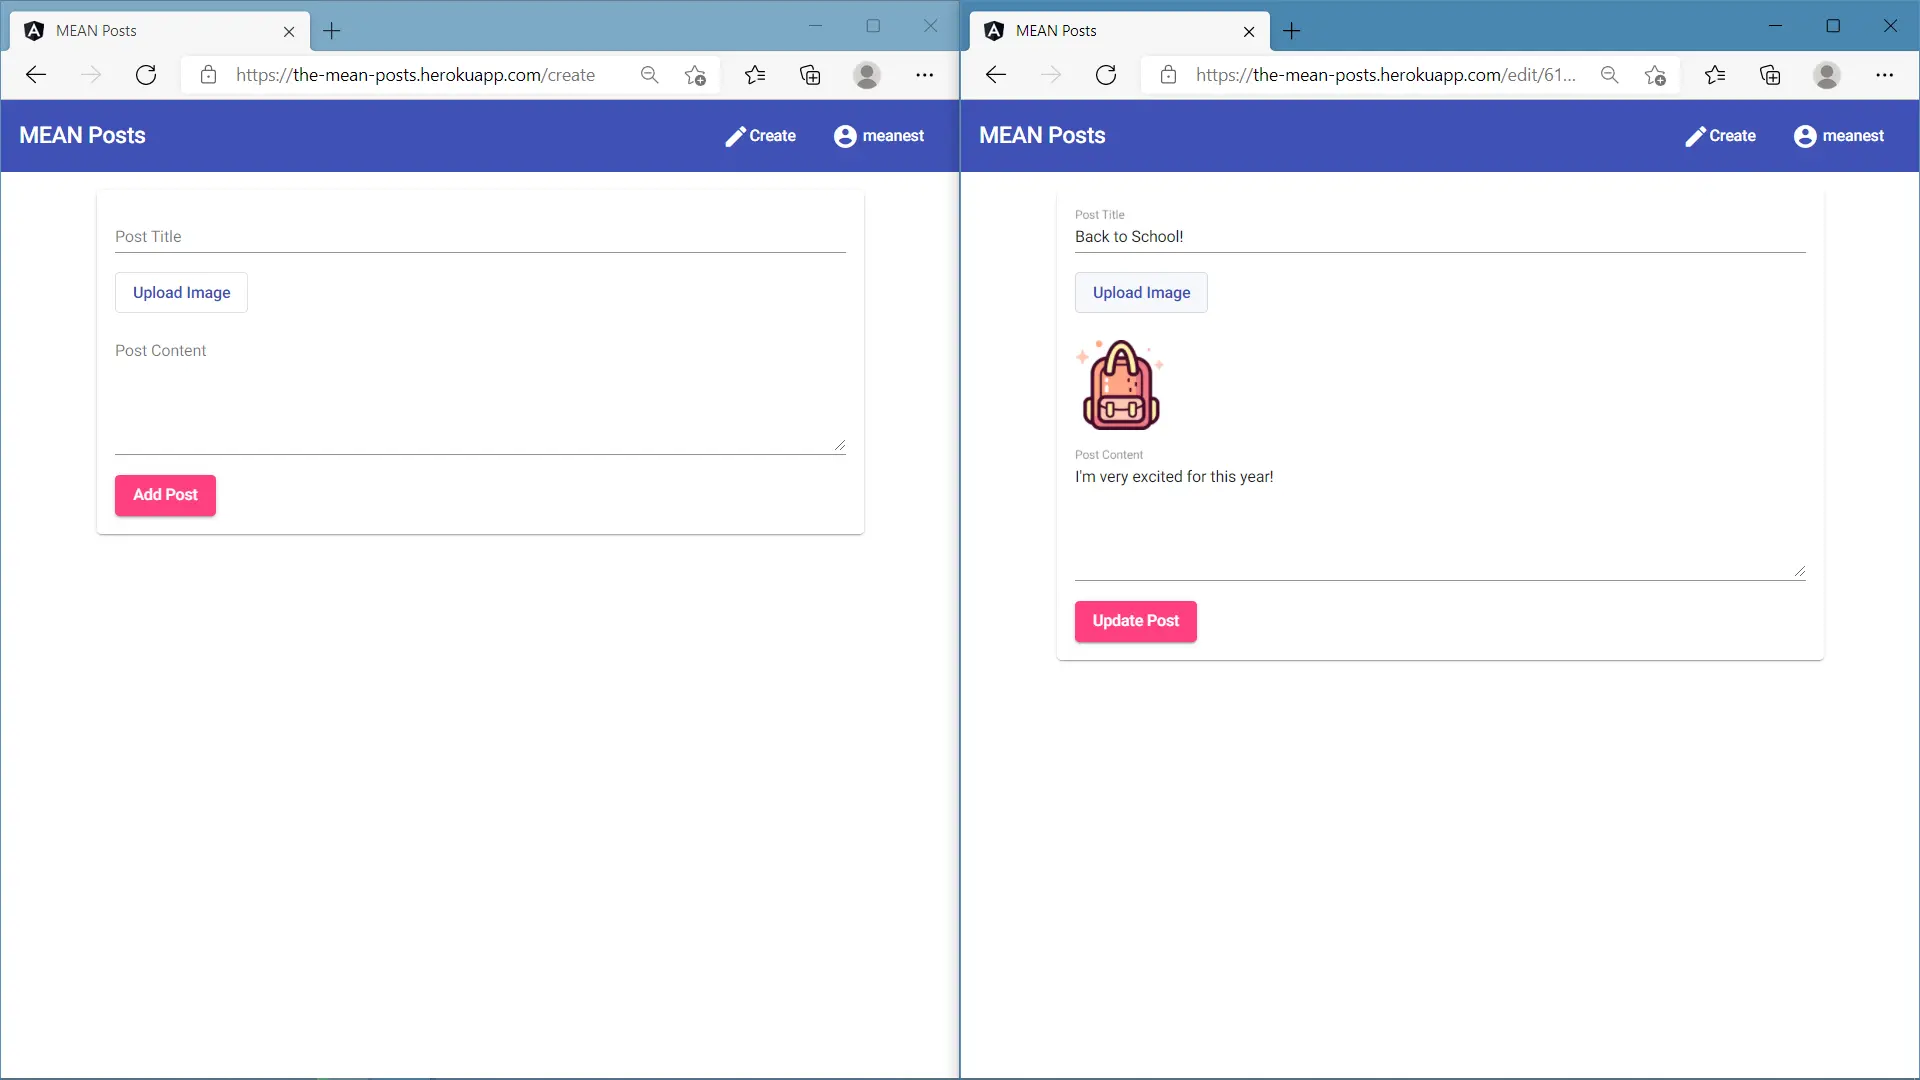 MEAN Posts
https://the-mean-posts.herokuapp.com/create
MEAN Posts
Create
meanest
Post Title
Upload Image
Post Content
Add Post
MEAN Posts
https://the-mean-posts.herokuapp.com/edit/61...
MEAN Posts
Create
meanest
Post Title
Back to School!
Upload Image
Post Content
I'm very excited for this year!
Update Post